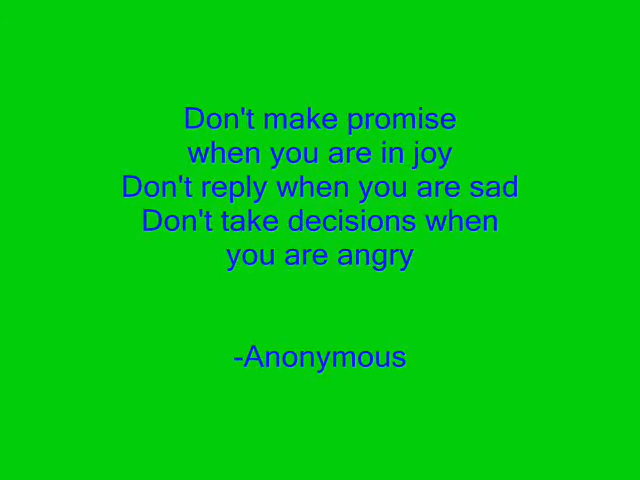 Don't make promise
when you are in joy
Don't reply when you are sad
Don't take decisions when
you are angry
-Anonymous